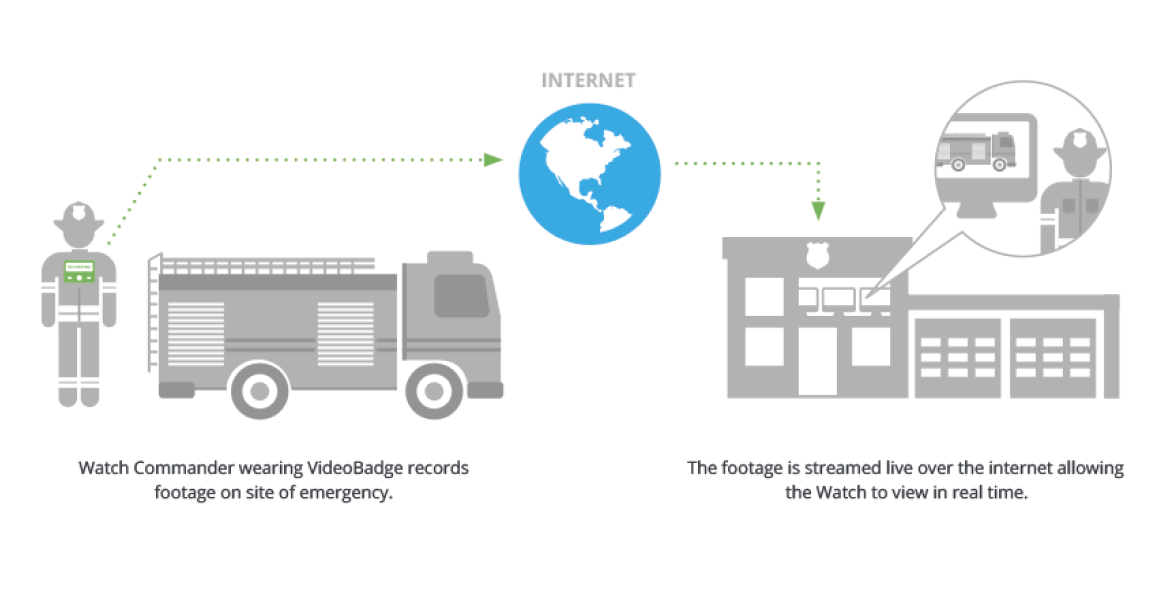 INTERNET
Watch Commander wearing VideoBadge records
footage on site of emergency.
The footage is streamed live over the internet allowing
the Watch to view in real time.